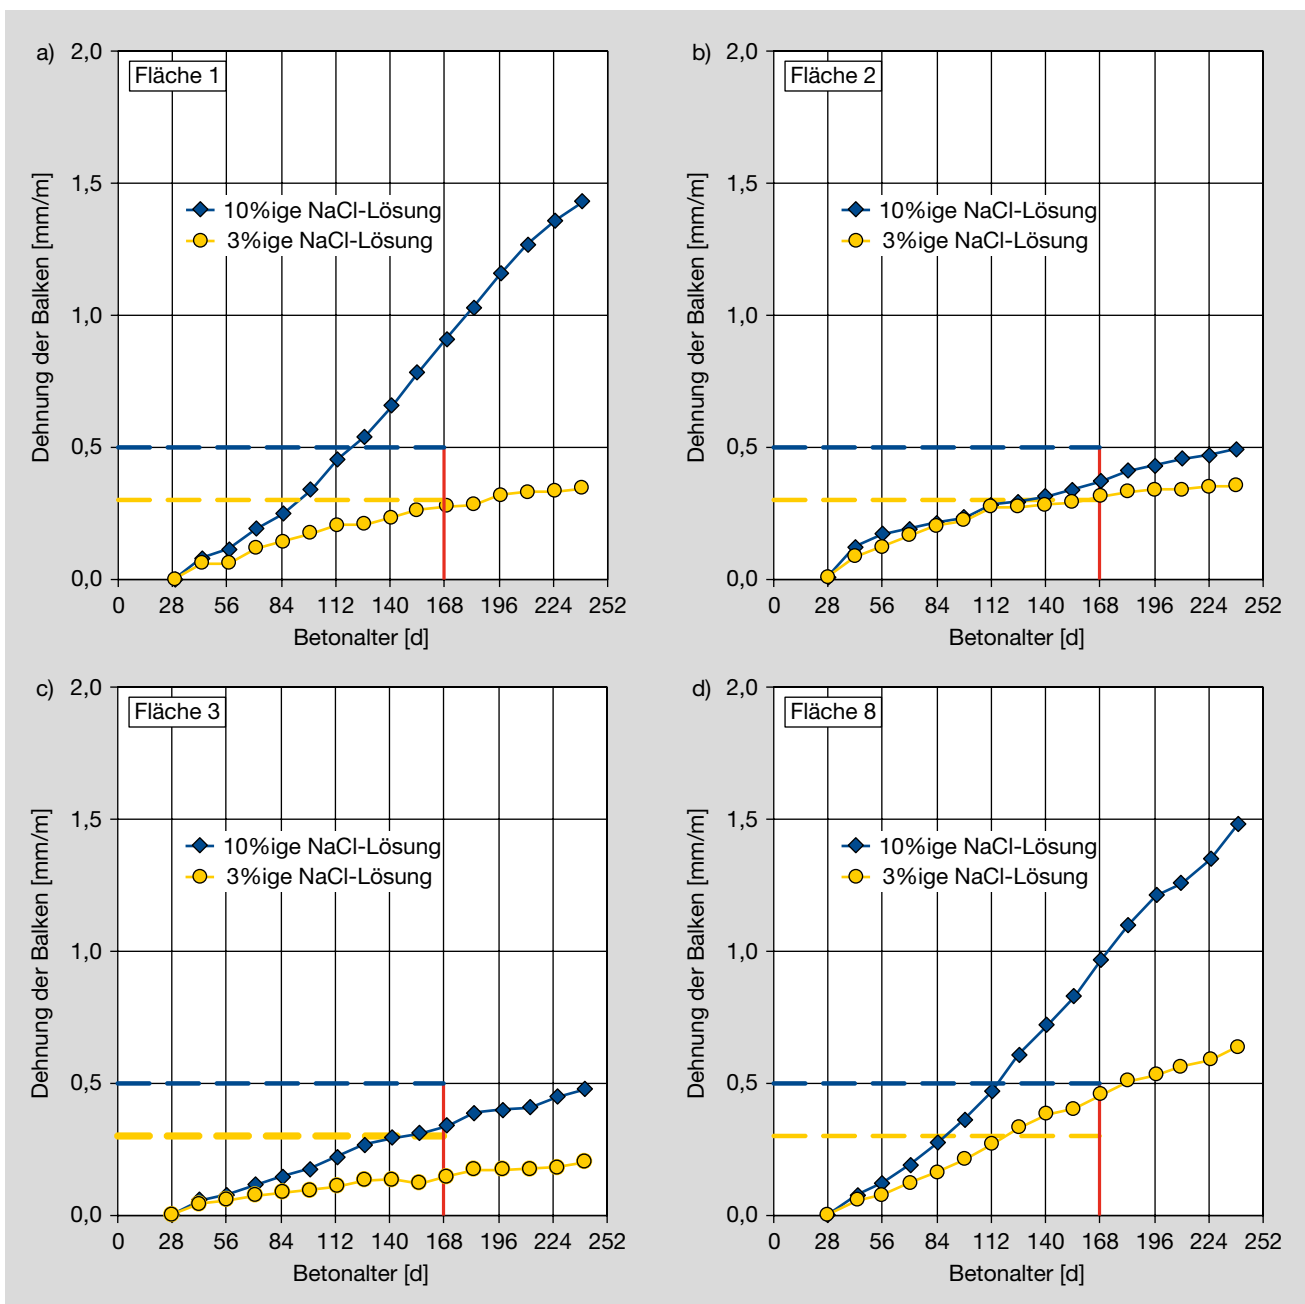 a)
2,0
Fläche 1
1,5
10%ige NaCl-Lösung
3%ige NaCl-Lösung
1,0
0,5
0,0
Dehnung der Balken [mm/m]
0 28 56 84 112 140 168 196 224 252
Betonalter [d]
b)
2,0
Fläche 2
1,5
10%ige NaCl-Lösung
3%ige NaCl-Lösung
1,0
0,5
0,0
Dehnung der Balken [mm/m]
0 28 56 84 112 140 168 196 224 252
Betonalter [d]
c)
2,0
Fläche 3
1,5
10%ige NaCl-Lösung
3%ige NaCl-Lösung
1,0
0,5
0,0
Dehnung der Balken [mm/m]
0 28 56 84 112 140 168 196 224 252
Betonalter [d]
d)
2,0
Fläche 8
1,5
10%ige NaCl-Lösung
3%ige NaCl-Lösung
1,0
0,5
0,0
Dehnung der Balken [mm/m]
0 28 56 84 112 140 168 196 224 252
Betonalter [d]